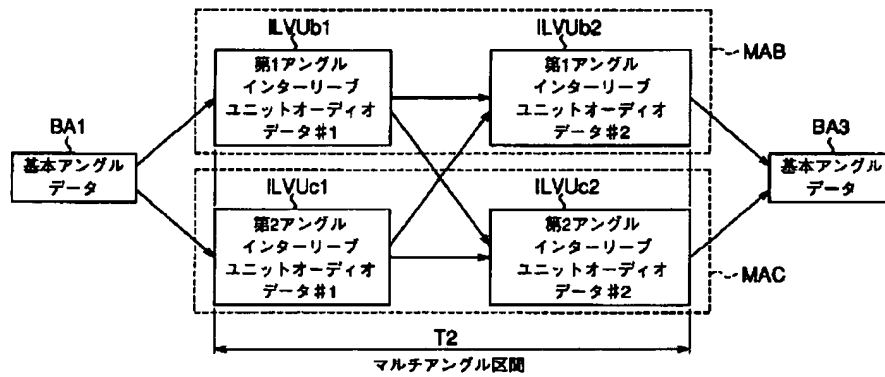 ILVUb1
ILVUb2
MAB
第1アングル
インターリーブ
ユニットオーディオ
データ#1
第1アングル
インターリーブ
ユニットオーディオ
データ#2
BA1
基本アングル
データ
BA3
基本アングル
データ
ILVUc1
ILVUc2
第2アングル
インターリーブ
ユニットオーディオ
データ#1
第2アングル
インターリーブ
ユニットオーディオ
データ#2
MAC
T2
マルチアングル区間